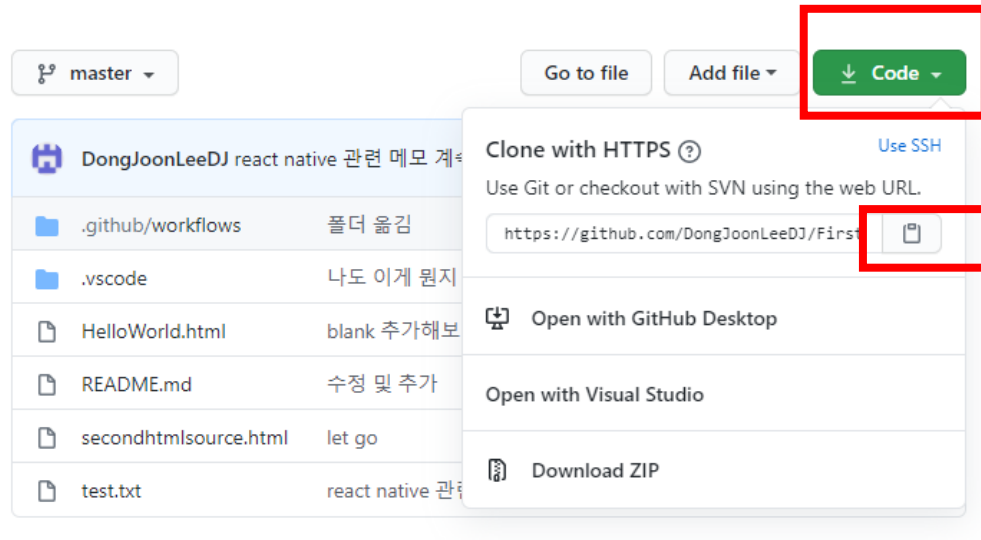 master
Go to file
Add file
Code
DongJoonLeeDJ react native 관련 메모
.github/workflows
폴더 옮김
.vscode
나도 이게 뭔지
HelloWorld.html
blank 추가해보
README.md
수정 및 추가
secondhtmlsource.html
let go
test.txt
react native
Clone with HTTPS
Use SSH
Use Git or checkout with SVN using the web URL.
https://github.com/DongJoonLeeDJ/First
Open with GitHub Desktop
Open with Visual Studio
Download ZIP